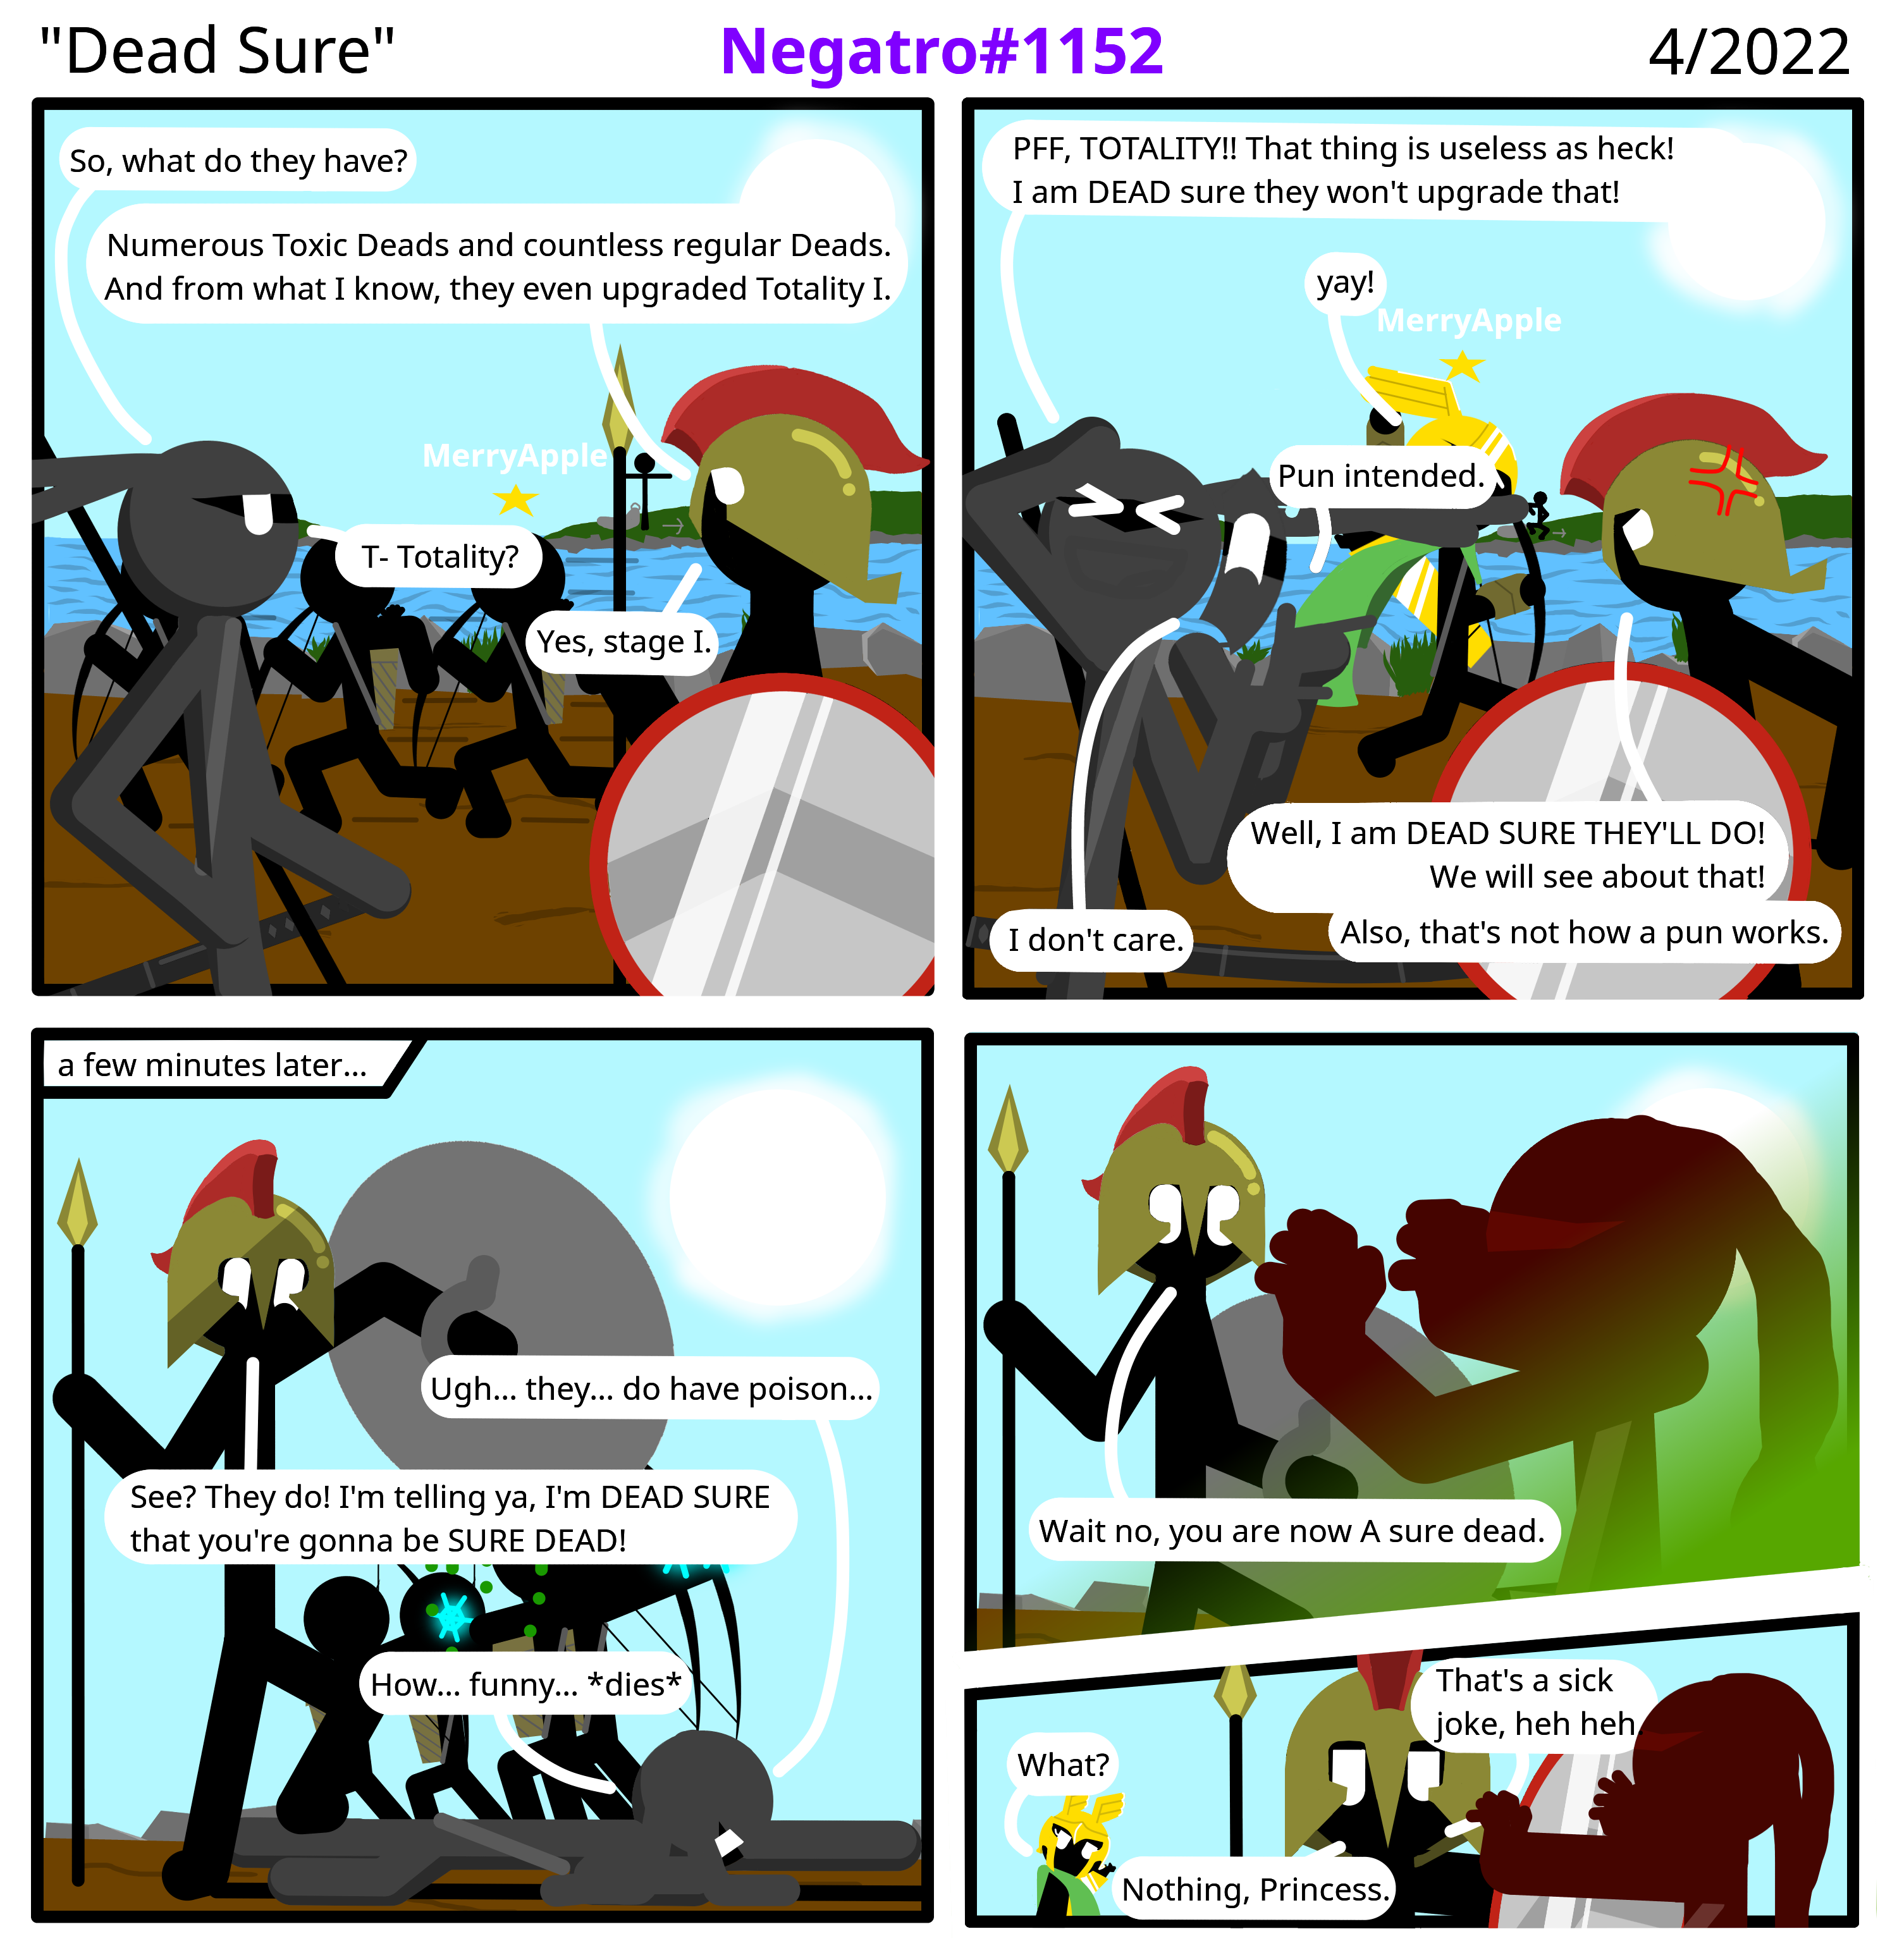 "Dead Sure"
Negatro#1152
4/2022
So, what do they have?
Numerous Toxic Deads and countless regular Deads.
And from what I know, they even upgraded Totality I.
MerryApple
T- Totality?
Yes, stage I.
PFF, TOTALITY!! That thing is useless as heck!
I am DEAD sure they won't upgrade that!
yay!
MerryApple
Pun intended.
Well, I am DEAD SURE THEY'LL DO!
We will see about that!
Also, that's not how a pun works.
I don't care.
a few minutes later...
Ugh... they... do have poison...
See? They do! I'm telling ya, I'm DEAD SURE
that you're gonna be SURE DEAD!
How... funny... *dies*
Wait no, you are now A sure dead.
That's a sick
joke, heh heh.
What?
Nothing, Princess.